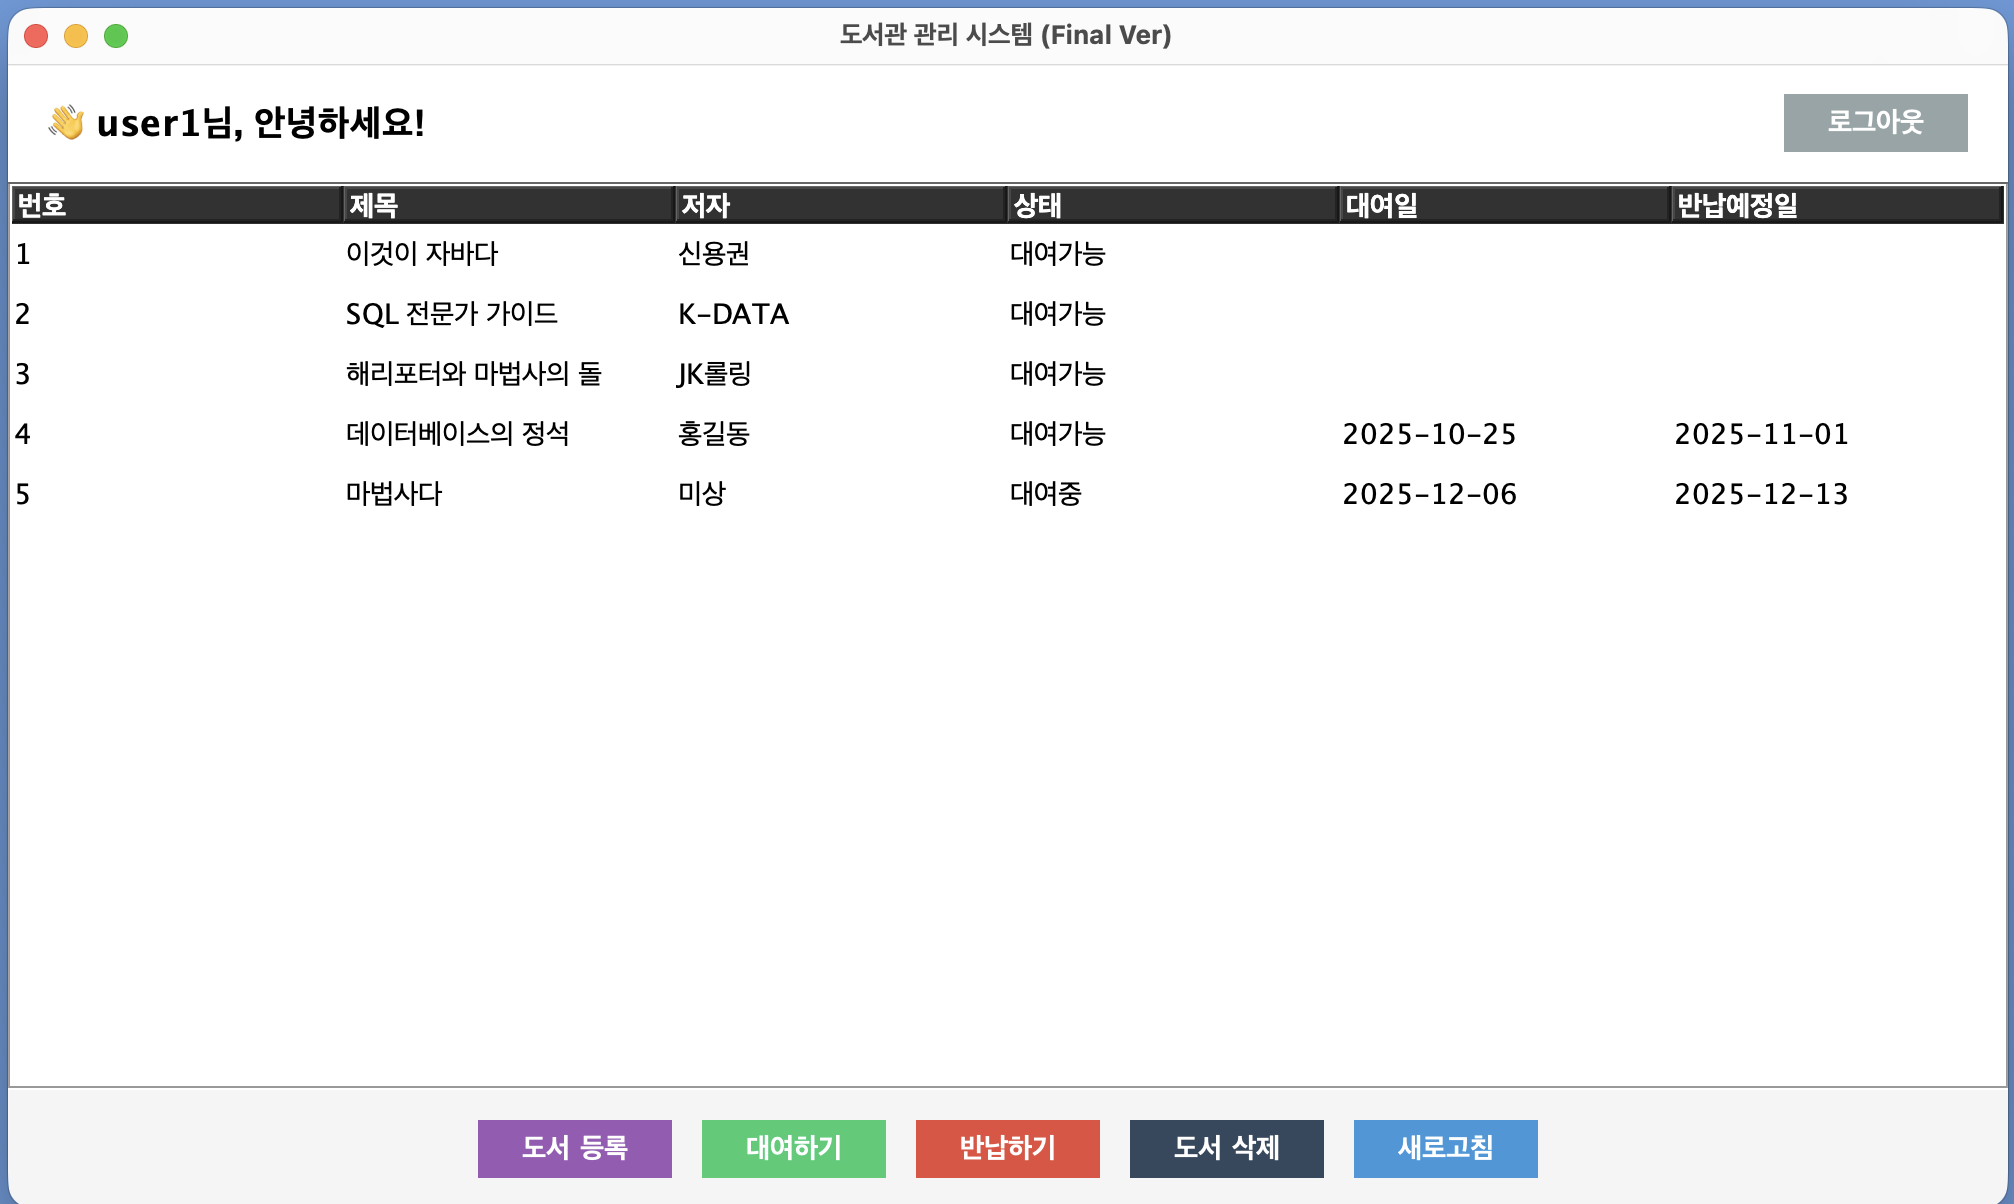 도서관 관리 시스템 (Final Ver)
👋 user1님, 안녕하세요!
로그아웃
번호 제목 저자 상태 대여일 반납예정일
1 이것이 자바다 신용권 대여가능
2 SQL 전문가 가이드 K-DATA 대여가능
3 해리포터와 마법사의 돌 JK롤링 대여가능
4 데이터베이스의 정석 홍길동 대여가능 2025-10-25 2025-11-01
5 마법사다 미상 대여중 2025-12-06 2025-12-13
도서 등록 대여하기 반납하기 도서 삭제 새로고침